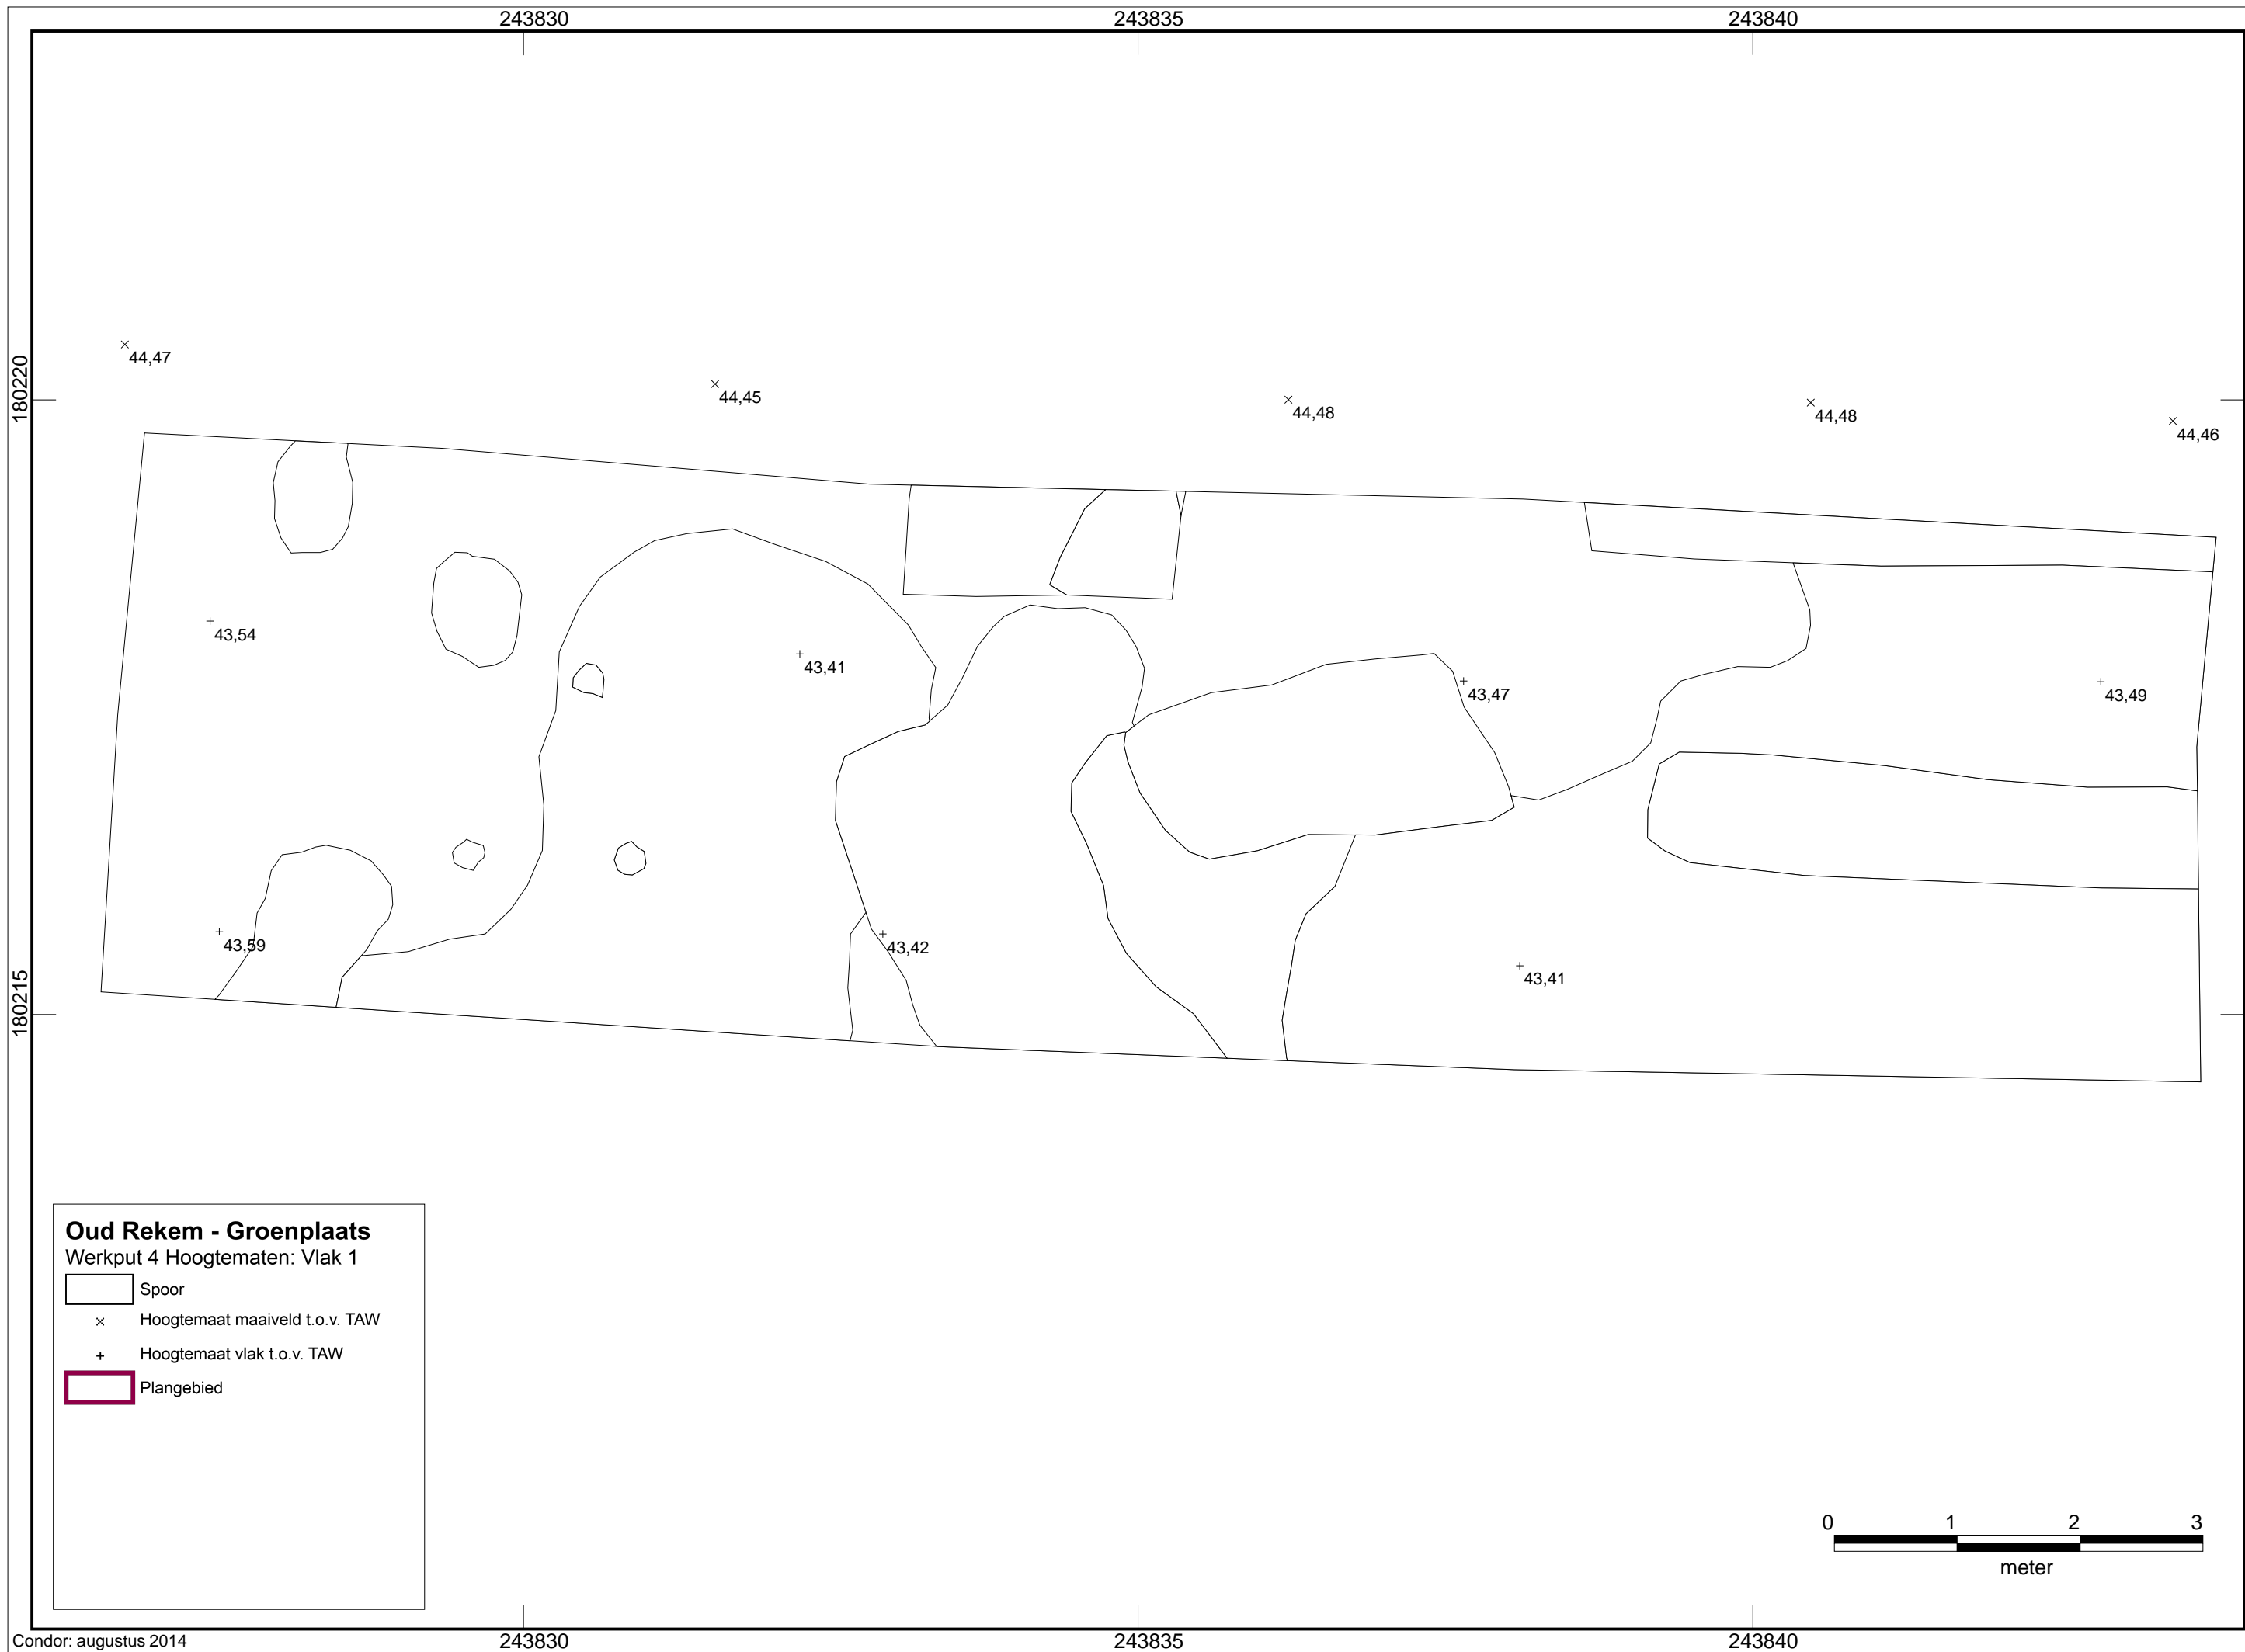 243830
243835
243840
180220
44,47
44,45
44,48
44,48
44,46
43,54
43,41
43,47
43,49
43,59
43,42
43,41
180215
Oud Rekem - Groenplaats
Werkput 4 Hoogtematen: Vlak 1
Spoor
× Hoogtemaat maaiveld t.o.v. TAW
+ Hoogtemaat vlak t.o.v. TAW
Plangebied
0 1 2 3
meter
Condor: augustus 2014
243830
243835
243840